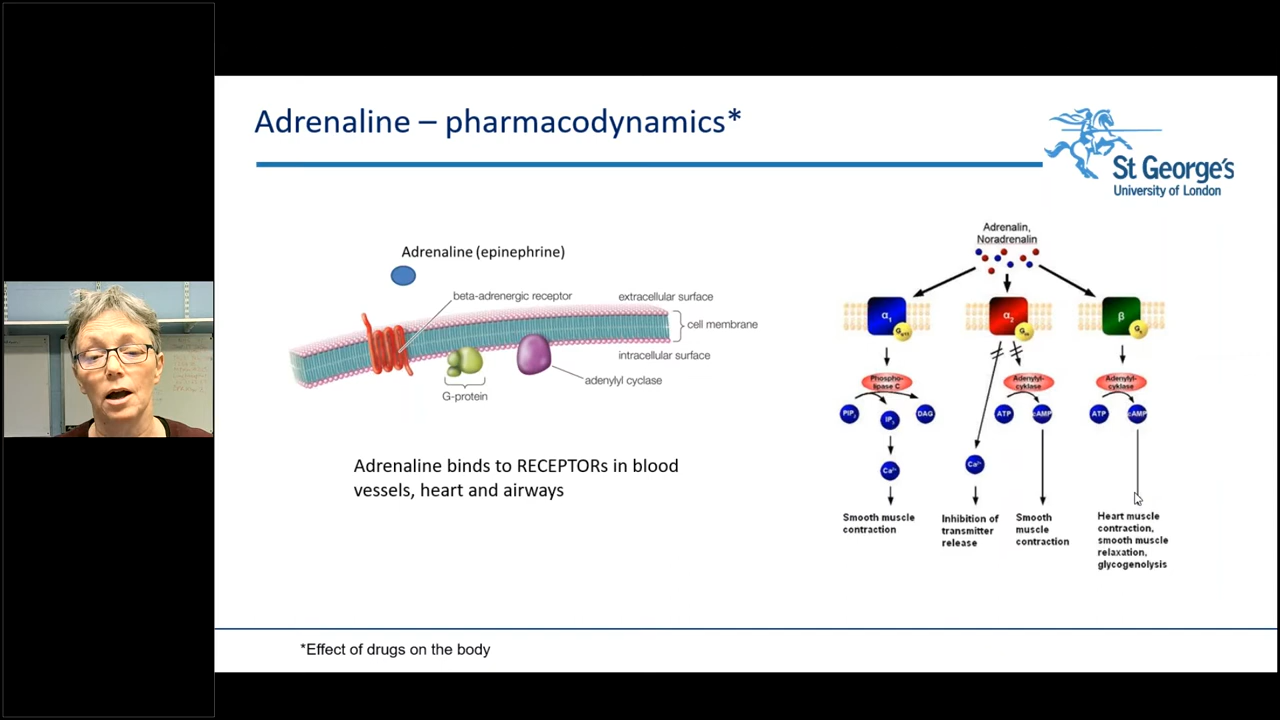 Adrenaline – pharmacodynamics*
St George's
University of London
Adrenaline (epinephrine)
beta-adrenergic receptor
extracellular surface
cell membrane
intracellular surface
adenylyl cyclase
G-protein
Adrenaline binds to RECEPTORs in blood
vessels, heart and airways
Adrenalin,
Noradrenalin
α1
α2
β
Phospho-
lipase C
Adenylyl-
cyklase
Adenylyl-
cyklase
PIP2
IP3
DAG
ATP
cAMP
ATP
cAMP
Ca2+
Ca2+
Smooth muscle
contraction
Inhibition of
transmitter
release
Smooth
muscle
contraction
Heart muscle
contraction,
smooth muscle
relaxation,
glycogenolysis
*Effect of drugs on the body